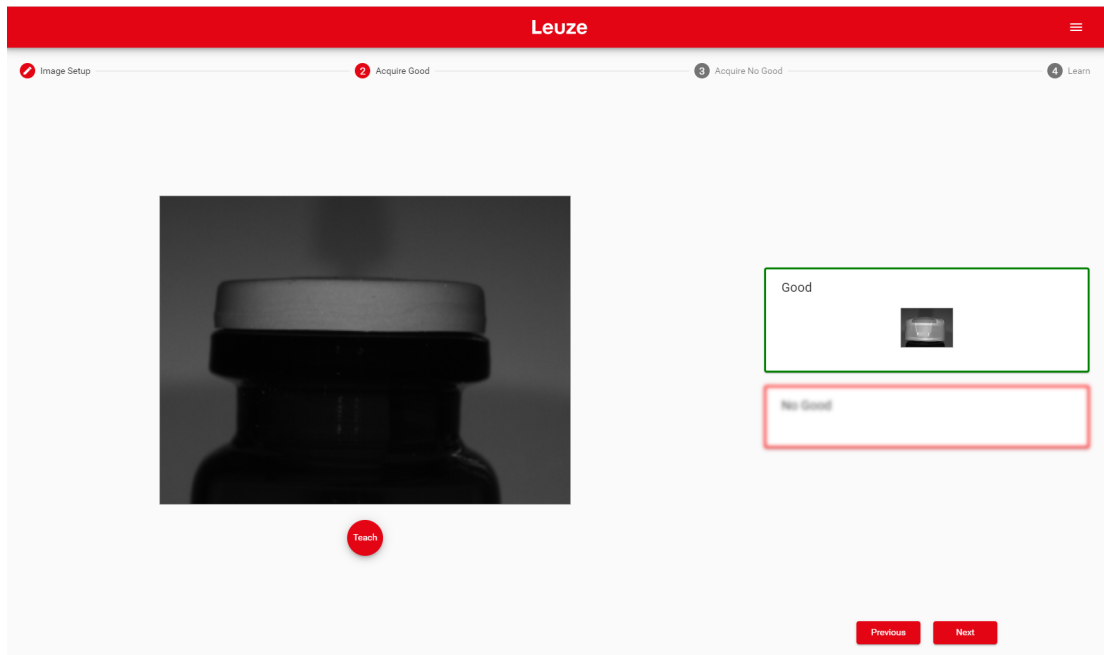 Leuze
Image Setup
2 Acquire Good
3 Acquire No Good
4 Learn
Good
No Good
Teach
Previous
Next